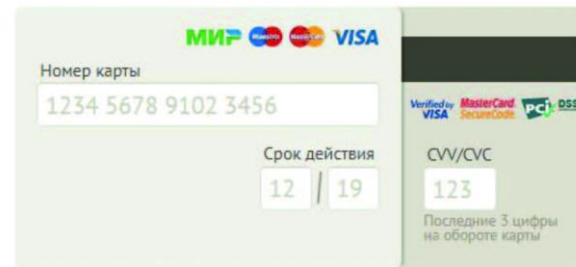 МИР Maestro MasterCard VISA
Номер карты
1234 5678 9102 3456
Срок действия
12 / 19
Verified by VISA MasterCard SecureCode PCI DSS
CVV/CVC
123
Последние 3 цифры
на обороте карты